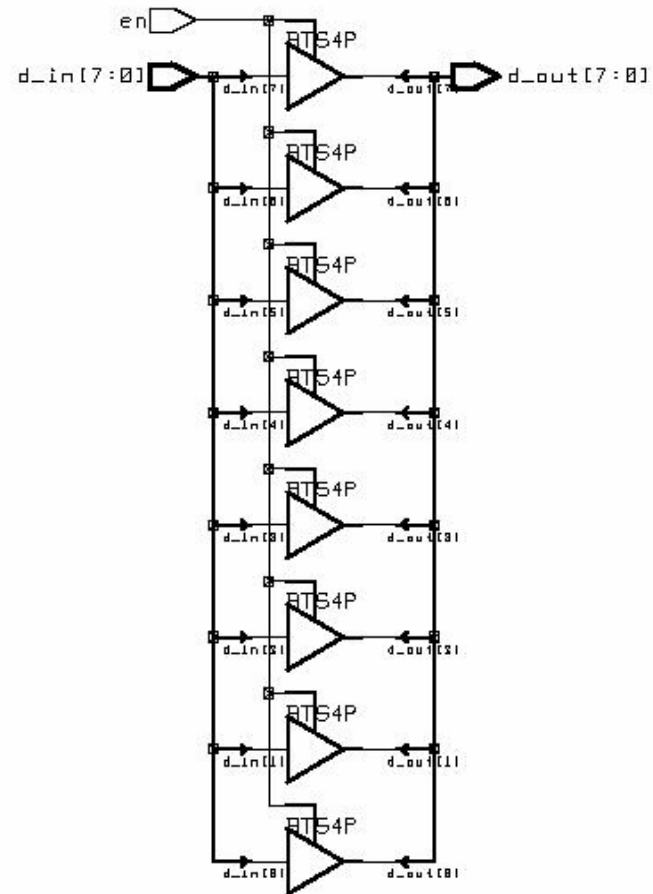 en
BTS4P
d_in[7:0] d_out[7:0]
d_in[7] d_out[7]
BTS4P
d_in[6] d_out[6]
BTS4P
d_in[5] d_out[5]
BTS4P
d_in[4] d_out[4]
BTS4P
d_in[3] d_out[3]
BTS4P
d_in[2] d_out[2]
BTS4P
d_in[1] d_out[1]
BTS4P
d_in[0] d_out[0]